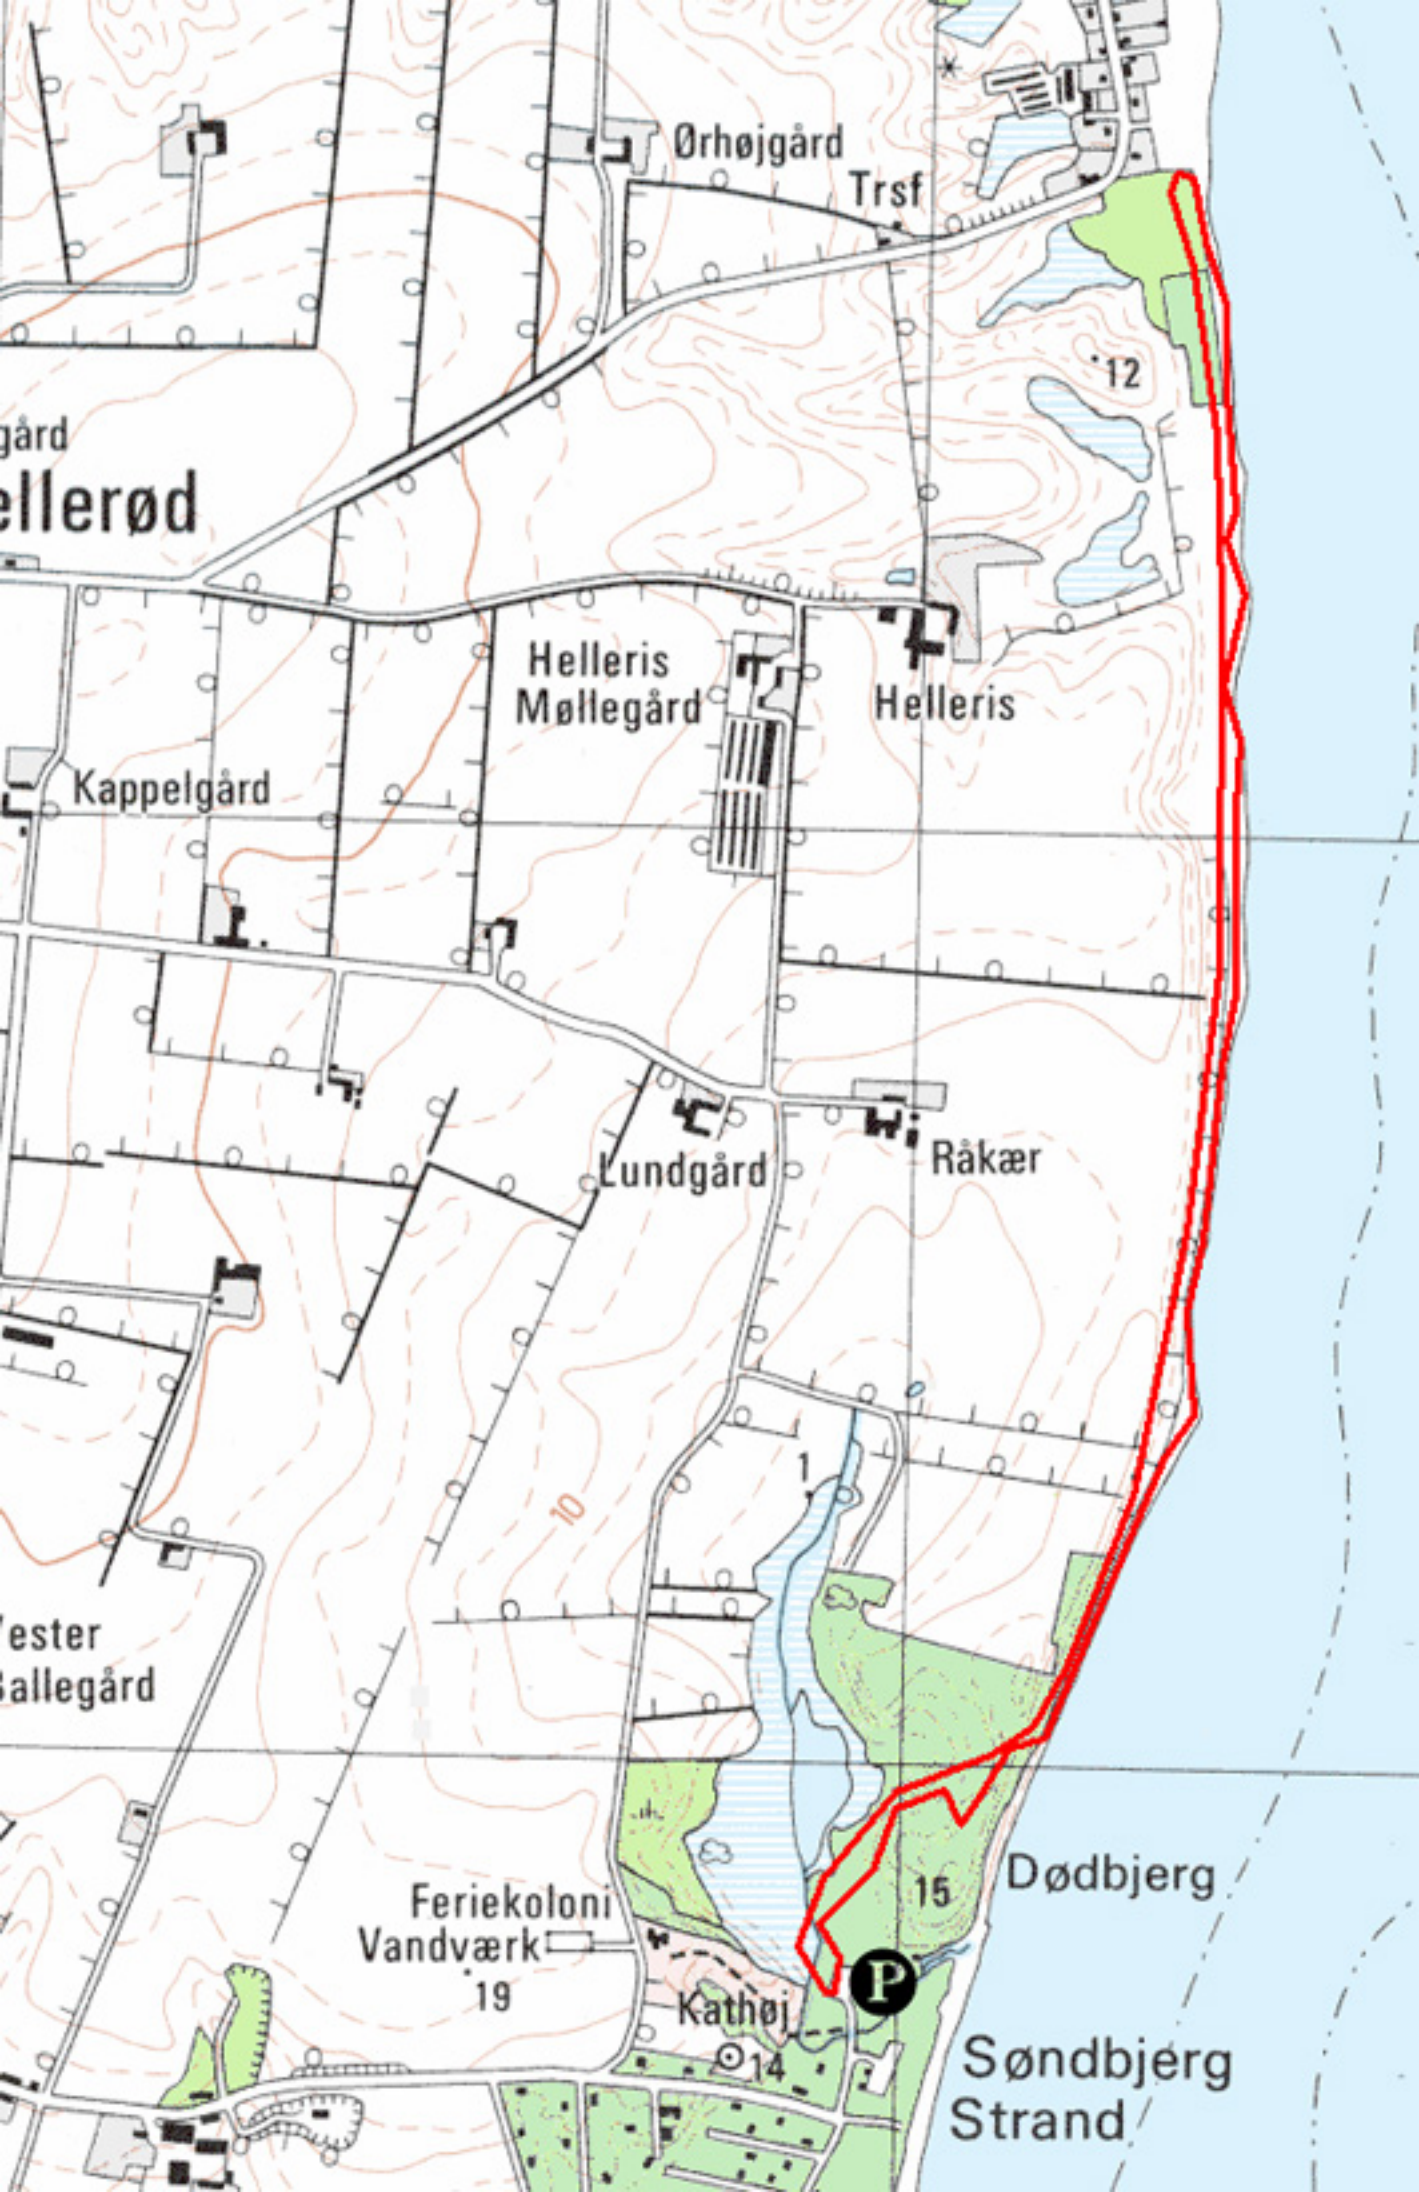 Ørhøjgård
Trsf
12
gård
ellerød
Helleris
Møllegård
Helleris
Kappelgård
Lundgård
Råkær
1
10
ester
allegård
Dødbjerg
15
Feriekoloni
Vandværk
19
P
Kathøj
14
Søndbjerg
Strand